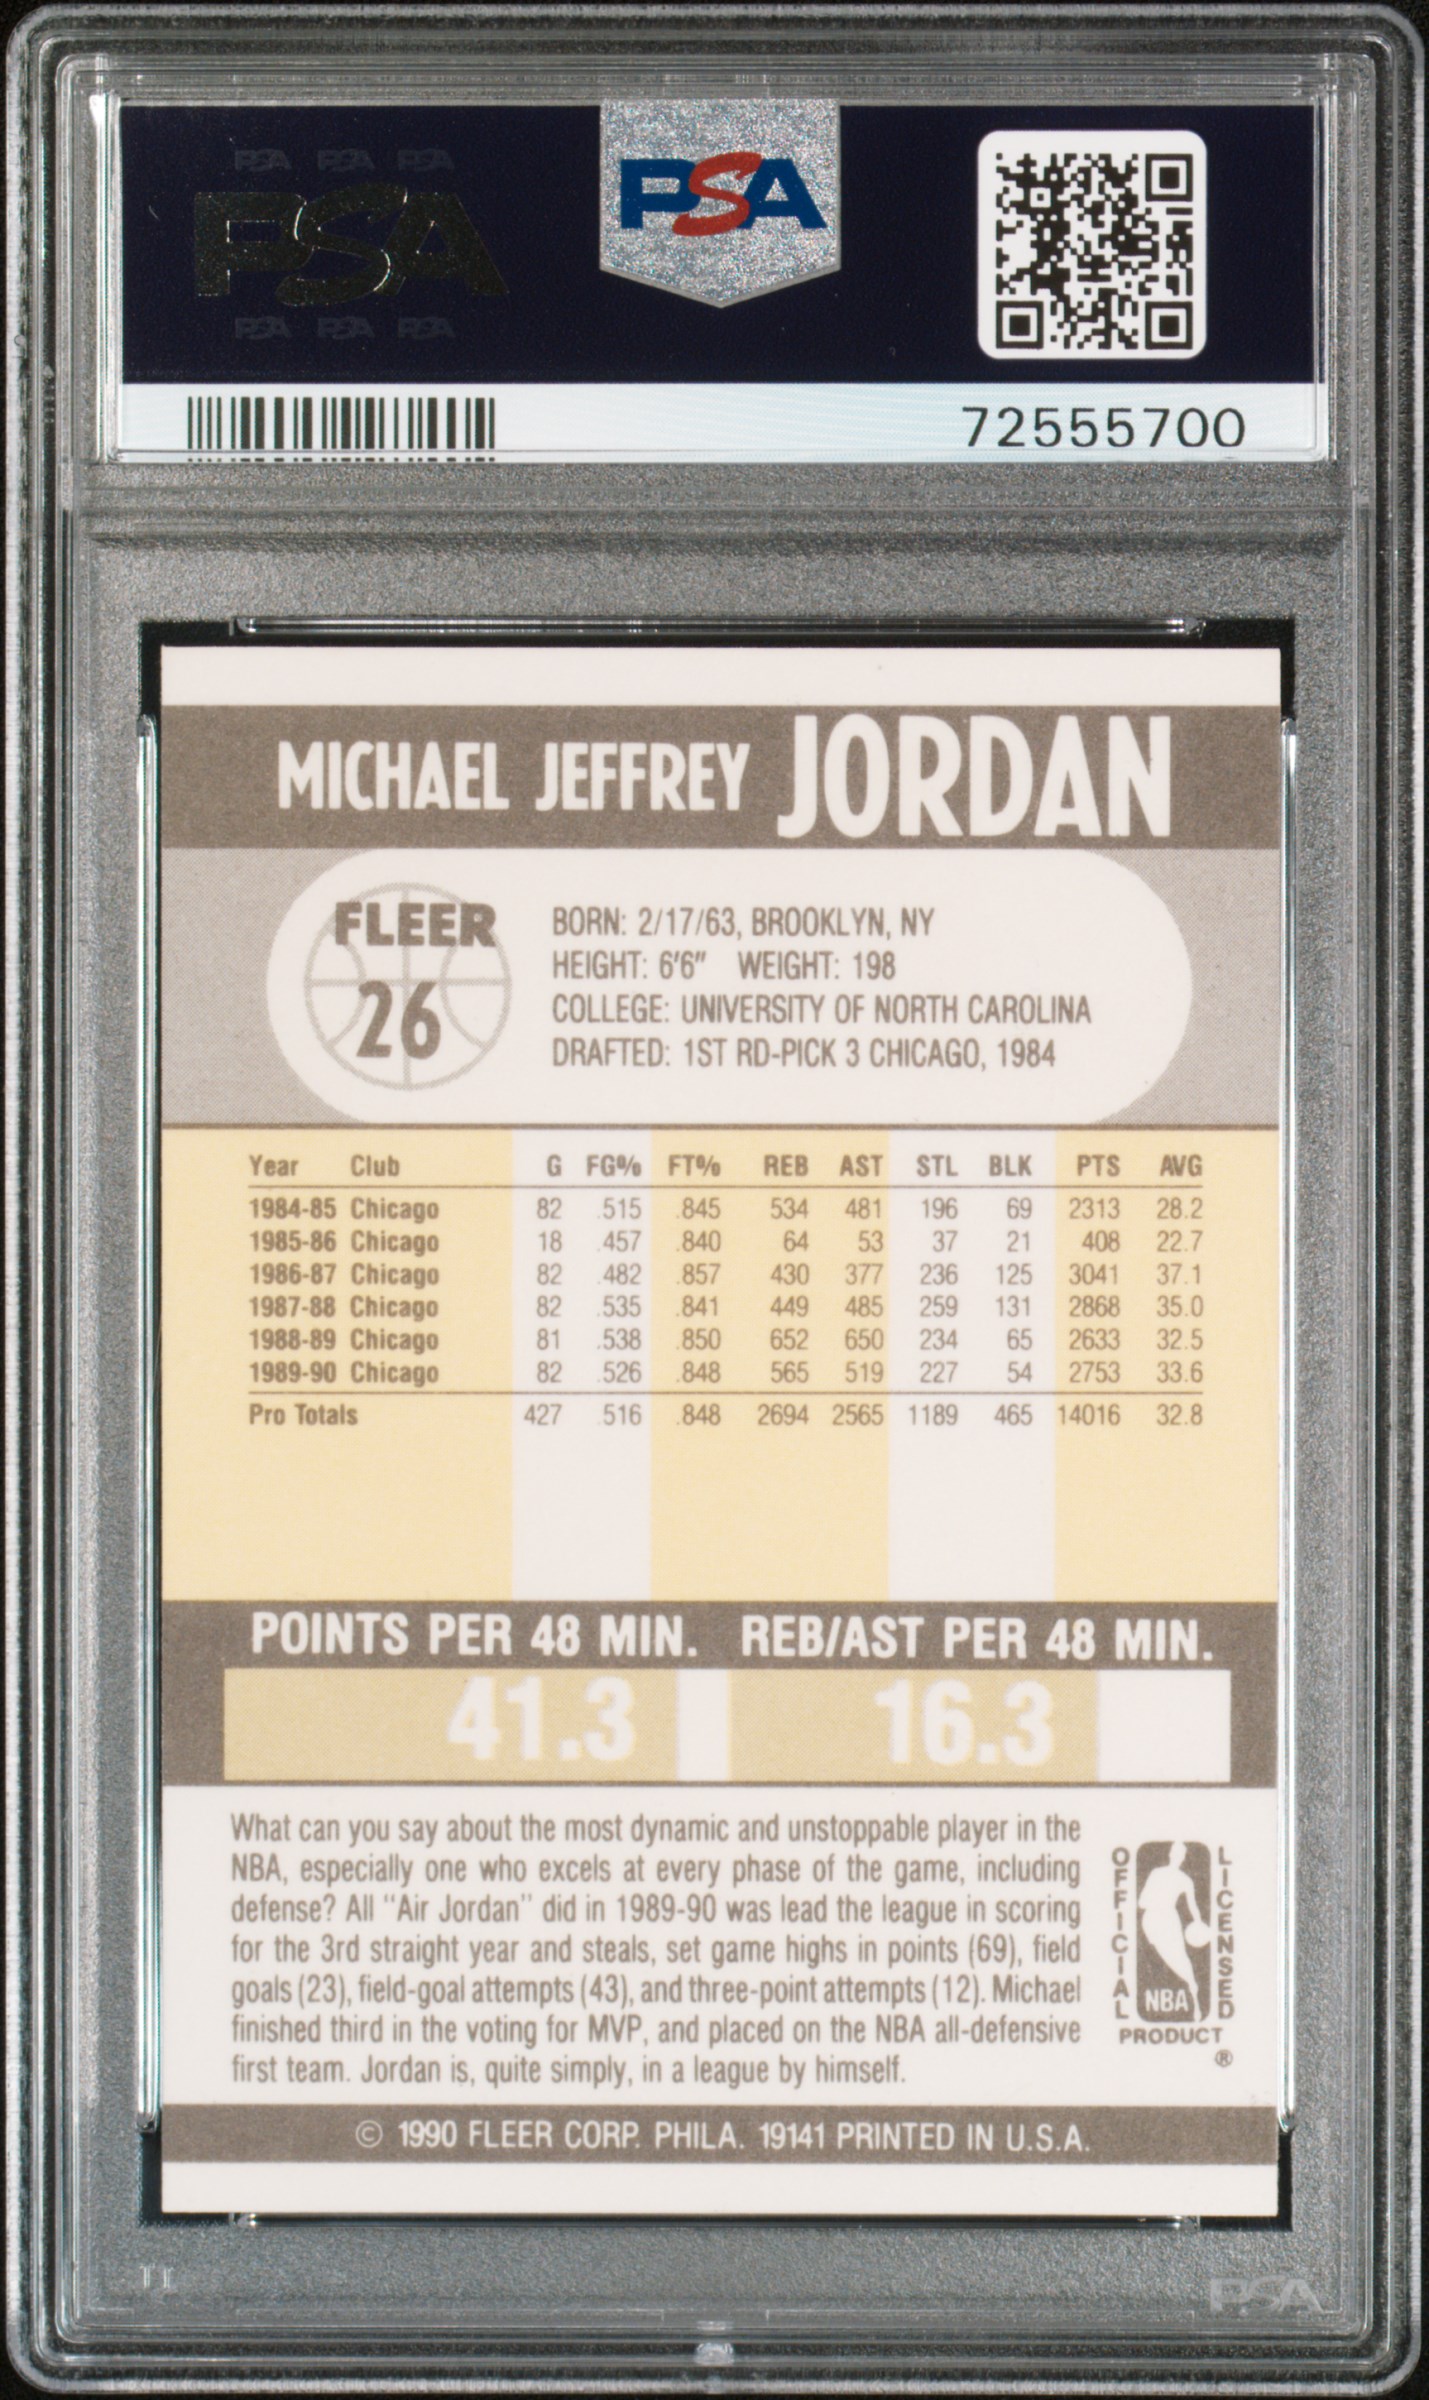 PSA PSA PSA
PSA
PSA PSA PSA
PSA
72555700
MICHAEL JEFFREY JORDAN
FLEER
26
BORN: 2/17/63, BROOKLYN, NY
HEIGHT: 6'6" WEIGHT: 198
COLLEGE: UNIVERSITY OF NORTH CAROLINA
DRAFTED: 1ST RD-PICK 3 CHICAGO, 1984
Year Club G FG% FT% REB AST STL BLK PTS AVG
1984-85 Chicago 82 .515 .845 534 481 196 69 2313 28.2
1985-86 Chicago 18 .457 .840 64 53 37 21 408 22.7
1986-87 Chicago 82 .482 .857 430 377 236 125 3041 37.1
1987-88 Chicago 82 .535 .841 449 485 259 131 2868 35.0
1988-89 Chicago 81 .538 .850 652 650 234 65 2633 32.5
1989-90 Chicago 82 .526 .848 565 519 227 54 2753 33.6
Pro Totals 427 .516 .848 2694 2565 1189 465 14016 32.8
POINTS PER 48 MIN. REB/AST PER 48 MIN.
41.3 16.3
What can you say about the most dynamic and unstoppable player in the
NBA, especially one who excels at every phase of the game, including
defense? All "Air Jordan" did in 1989-90 was lead the league in scoring
for the 3rd straight year and steals, set game highs in points (69), field
goals (23), field-goal attempts (43), and three-point attempts (12). Michael
finished third in the voting for MVP, and placed on the NBA all-defensive
first team. Jordan is, quite simply, in a league by himself.
OFFICIAL LICENSED
NBA
PRODUCT
®
© 1990 FLEER CORP. PHILA. 19141 PRINTED IN U.S.A.
PSA